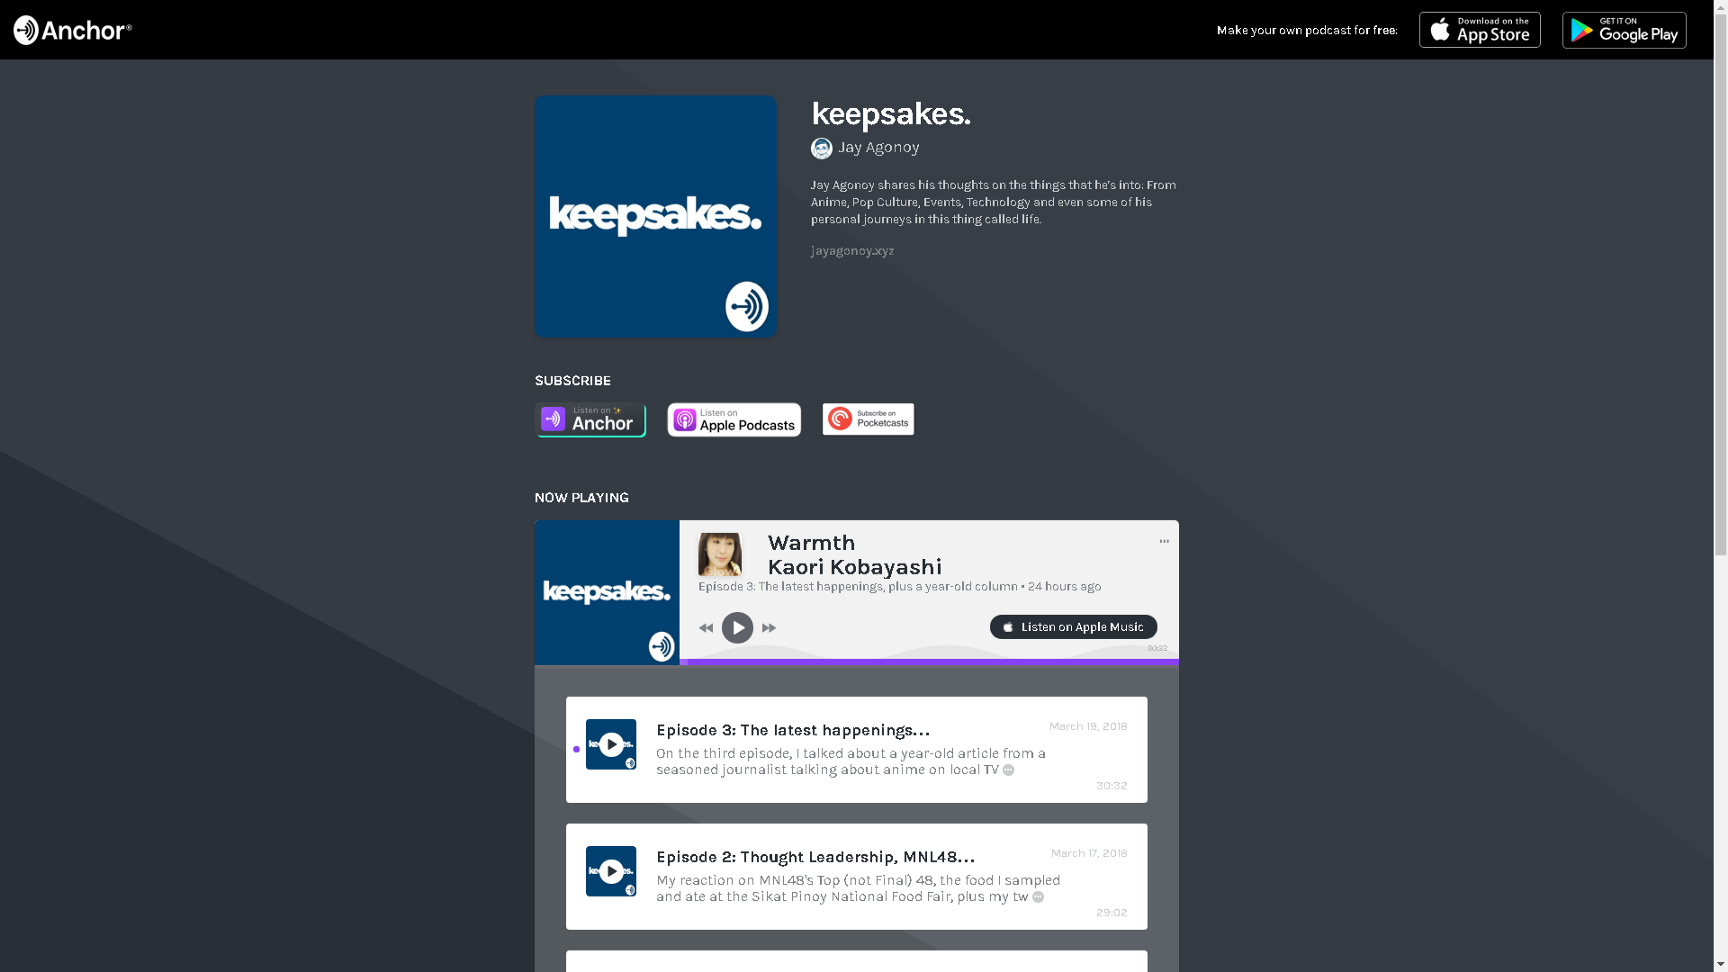 Anchor®
Make your own podcast for free:
Download on the
App Store
GET IT ON
Google Play
keepsakes.
keepsakes.
Jay Agonoy
Jay Agonoy shares his thoughts on the things that he's into: From
Anime, Pop Culture, Events, Technology and even some of his
personal journeys in this thing called life.
jayagonoy.xyz
SUBSCRIBE
Listen on ✨
Anchor
Listen on
Apple Podcasts
Subscribe on
Pocketcasts
NOW PLAYING
keepsakes.
Warmth
Kaori Kobayashi
Episode 3: The latest happenings, plus a year-old column • 24 hours ago
Listen on Apple Music
30:32
Episode 3: The latest happenings...
March 19, 2018
On the third episode, I talked about a year-old article from a
seasoned journalist talking about anime on local TV
30:32
Episode 2: Thought Leadership, MNL48...
March 17, 2018
My reaction on MNL48's Top (not Final) 48, the food I sampled
and ate at the Sikat Pinoy National Food Fair, plus my tw
29:02